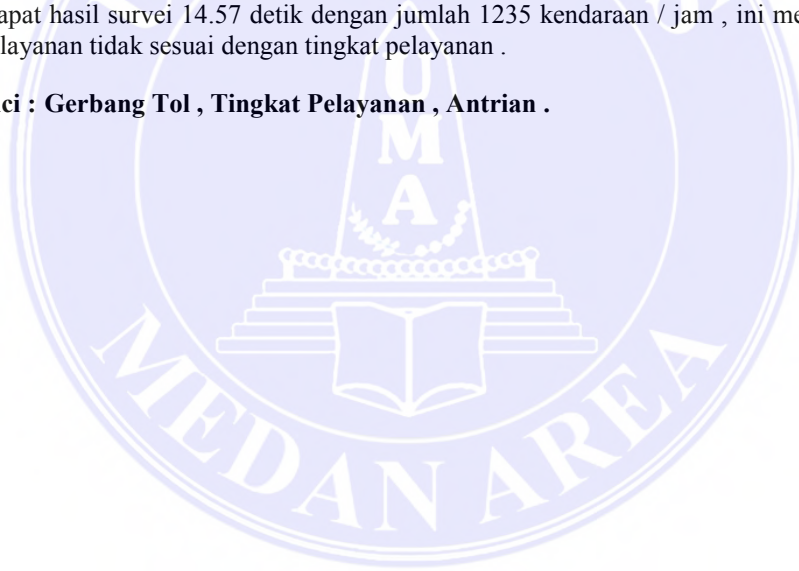 apat hasil survei 14.57 detik dengan jumlah 1235 kendaraan / jam , ini me
layanan tidak sesuai dengan tingkat pelayanan .
ci : Gerbang Tol , Tingkat Pelayanan , Antrian .
O
M
A
MEDAN AREA